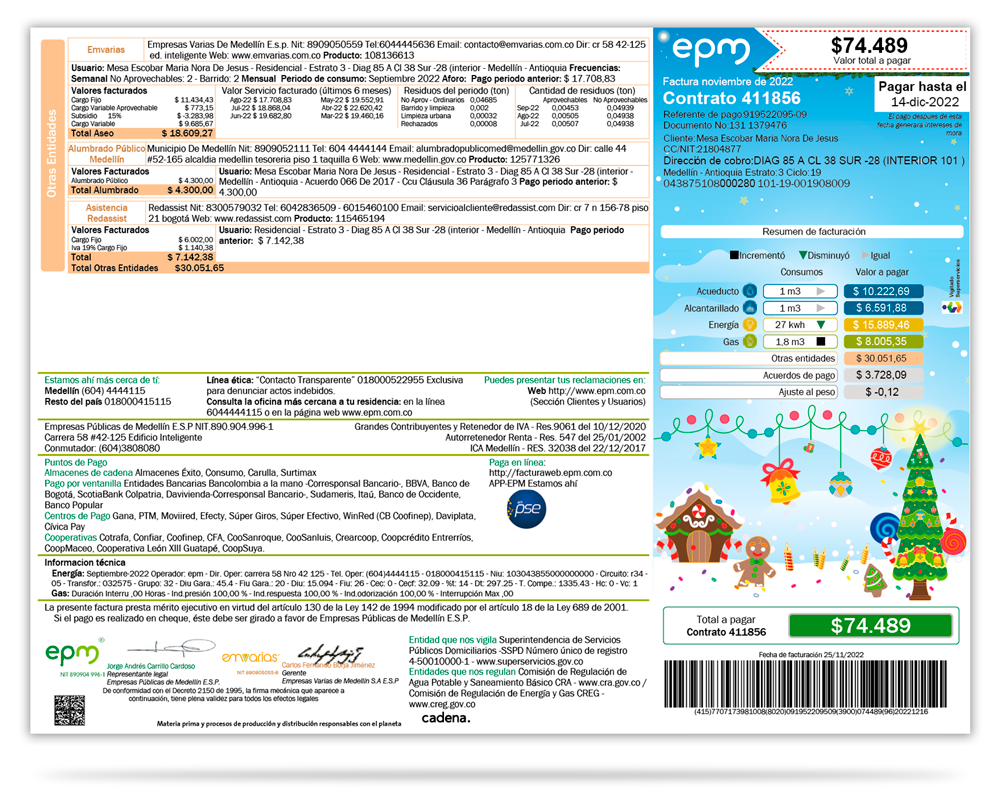 Otras Entidades
Emvarias
Empresas Varias De Medellín E.s.p. Nit: 8909050559 Tel:6044445636 Email: contacto@emvarias.com.co Dir: cr 58 42-125
ed. inteligente Web: www.emvarias.com.co Producto: 108136613
Usuario: Mesa Escobar Maria Nora De Jesus - Residencial - Estrato 3 - Diag 85 A Cl 38 Sur -28 (interior - Medellín - Antioquia Frecuencias:
Semanal No Aprovechables: 2 - Barrido: 2 Mensual Periodo de consumo: Septiembre 2022 Aforo: Pago periodo anterior: $ 17.708,83
Valores facturados
Cargo Fijo $ 11.434,43
Cargo Variable Aprovechable $ 773,15
Subsidio 15% $ -3.283,98
Cargo Variable $ 9.685,67
Total Aseo $ 18.609,27
Valor Servicio facturado (últimos 6 meses)
Ago-22 $ 17.708,83 May-22 $ 19.552,91
Jul-22 $ 18.868,04 Abr-22 $ 22.620,42
Jun-22 $ 19.682,80 Mar-22 $ 19.460,16
Residuos del periodo (ton)
No Aprov - Ordinarios 0,04685
Barrido y limpieza 0,002
Limpieza urbana 0,00032
Rechazados 0,00008
Cantidad de residuos (ton)
Aprovechables No Aprovechables
Sep-22 0,00453 0,04939
Ago-22 0,00505 0,04938
Jul-22 0,00507 0,04938
Alumbrado Público
Medellín
Municipio De Medellín Nit: 8909052111 Tel: 604 4444144 Email: alumbradopublicomed@medellin.gov.co Dir: calle 44
#52-165 alcaldia medellin tesoreria piso 1 taquilla 6 Web: www.medellin.gov.co Producto: 125771326
Valores Facturados
Alumbrado Público $ 4.300,00
Total Alumbrado $ 4.300,00
Usuario: Mesa Escobar Maria Nora De Jesus - Residencial - Estrato 3 - Diag 85 A Cl 38 Sur -28 (interior -
Medellín - Antioquia - Acuerdo 066 De 2017 - Ccu Cláusula 36 Parágrafo 3 Pago periodo anterior: $
4.300,00
Asistencia
Redassist
Redassist Nit: 8300579032 Tel: 6042836509 - 6015460100 Email: servicioalcliente@redassist.com Dir: cr 7 n 156-78 piso
21 bogotá Web: www.redassist.com Producto: 115465194
Valores Facturados
Cargo Fijo $ 6.002,00
Iva 19% Cargo Fijo $ 1.140,38
Total $ 7.142,38
Total Otras Entidades $30.051,65
Usuario: Residencial - Estrato 3 - Diag 85 A Cl 38 Sur -28 (interior - Medellín - Antioquia Pago periodo
anterior: $ 7.142,38
Estamos ahí más cerca de tí:
Medellín (604) 4444115
Resto del país 018000415115
Línea ética: "Contacto Transparente" 018000522955 Exclusiva
para denunciar actos indebidos.
Consulta la oficina más cercana a tu residencia: en la línea
6044444115 o en la página web www.epm.com.co
Puedes presentar tus reclamaciones en:
Web http://www.epm.com.co
(Sección Clientes y Usuarios)
Empresas Públicas de Medellín E.S.P NIT.890.904.996-1
Carrera 58 #42-125 Edificio Inteligente
Conmutador: (604)3808080
Grandes Contribuyentes y Retenedor de IVA - Res.9061 del 10/12/2020
Autorretenedor Renta - Res. 547 del 25/01/2002
ICA Medellín - RES. 32038 del 22/12/2017
Puntos de Pago
Almacenes de cadena Almacenes Éxito, Consumo, Carulla, Surtimax
Pago por ventanilla Entidades Bancarias Bancolombia a la mano -Corresponsal Bancario-, BBVA, Banco de
Bogotá, ScotiaBank Colpatria, Davivienda-Corresponsal Bancario-, Sudameris, Itaú, Banco de Occidente,
Banco Popular
Centros de Pago Gana, PTM, Moviired, Efecty, Súper Giros, Súper Efectivo, WinRed (CB Coofinep), Daviplata,
Cívica Pay
Cooperativas Cotrafa, Confiar, Coofinep, CFA, CooSanroque, CooSanluis, Crearcoop, Coopcrédito Entrerríos,
CoopMaceo, Cooperativa León XIII Guatapé, CoopSuya.
Paga en línea:
http://facturaweb.epm.com.co
APP-EPM Estamos ahí
pse
Informacion técnica
Energía: Septiembre-2022 Operador: epm - Dir. Oper: carrera 58 Nro 42 125 - Tel. Oper: (604)4444115 - 018000415115 - Niu: 10304385500000000 - Circuito: r34 -
05 - Transfor.: 032575 - Grupo: 32 - Diu Gara.: 45.4 - Fiu Gara.: 20 - Diu: 15.094 - Fiu: 26 - Cec: 0 - Cecf: 32.09 - %t: 14 - Dt: 297.25 - T. Compe.: 1335.43 - Hc: 0 - Vc: 1
Gas: Duración Interru ,00 Horas - Ind.presión 100,00 % - Ind.respuesta 100,00 % - Ind.odorización 100,00 % - Interrupción Max ,00
La presente factura presta mérito ejecutivo en virtud del artículo 130 de la Ley 142 de 1994 modificado por el artículo 18 de la Ley 689 de 2001.
Si el pago es realizado en cheque, éste debe ser girado a favor de Empresas Públicas de Medellín E.S.P.
epm
NIT 890904 996-1
Jorge Andrés Carrillo Cardoso
Representante legal
Empresas Públicas de Medellín E.S.P.
emvarias
NIT 890905055-9
Carlos Fernando Borja Jiménez
Gerente
Empresas Varias de Medellín S.A E.S.P
De conformidad con el Decreto 2150 de 1995, la firma mecánica que aparece a
continuación, tiene plena validez para todos los efectos legales
Materia prima y procesos de producción y distribución responsables con el planeta
Entidad que nos vigila Superintendencia de Servicios
Públicos Domiciliarios -SSPD Número único de registro
4-50010000-1 - www.superservicios.gov.co
Entidades que nos regulan Comisión de Regulación de
Agua Potable y Saneamiento Básico CRA - www.cra.gov.co /
Comisión de Regulación de Energía y Gas CREG -
www.creg.gov.co
cadena.
epm
$74.489
Valor total a pagar
Factura noviembre de 2022
Contrato 411856
Referente de pago:919522095-09
Documento No:131 1379476
Cliente:Mesa Escobar Maria Nora De Jesus
CC/NIT:21804877
Dirección de cobro:DIAG 85 A CL 38 SUR -28 (INTERIOR 101 )
Medellín - Antioquia Estrato:3 Ciclo:19
043875108000280 101-19-001908009
Pagar hasta el
14-dic-2022
El pago después de esta
fecha generará intereses de
mora
Resumen de facturación
Incrementó Disminuyó Igual
Consumos Valor a pagar
Acueducto 1 m3 $ 10.222,69
Alcantarillado 1 m3 $ 6.591,88
Energía 27 kwh $ 15.889,46
Gas 1,8 m3 $ 8.005,35
Otras entidades $ 30.051,65
Acuerdos de pago $ 3.728,09
Ajuste al peso $ -0,12
Vigilado
Superservicios
Total a pagar
Contrato 411856
$74.489
Fecha de facturación 25/11/2022
(415)7707173981008(8020)091952209509(3900)074489(96)20221216